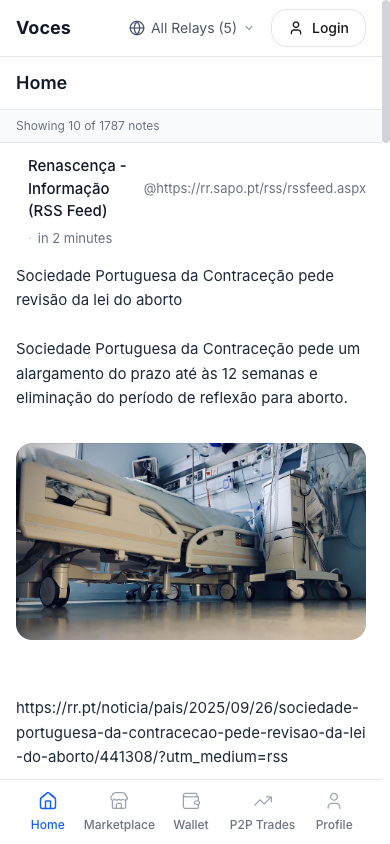 Voces
All Relays (5)
Login
Home
Showing 10 of 1787 notes
Renascença -
Informação
(RSS Feed)
@https://rr.sapo.pt/rss/rssfeed.aspx
· in 2 minutes
Sociedade Portuguesa da Contraceção pede
revisão da lei do aborto
Sociedade Portuguesa da Contraceção pede um
alargamento do prazo até às 12 semanas e
eliminação do período de reflexão para aborto.
https://rr.pt/noticia/pais/2025/09/26/sociedade-
portuguesa-da-contracecao-pede-revisao-da-lei
-do-aborto/441308/?utm_medium=rss
Home
Marketplace
Wallet
P2P Trades
Profile